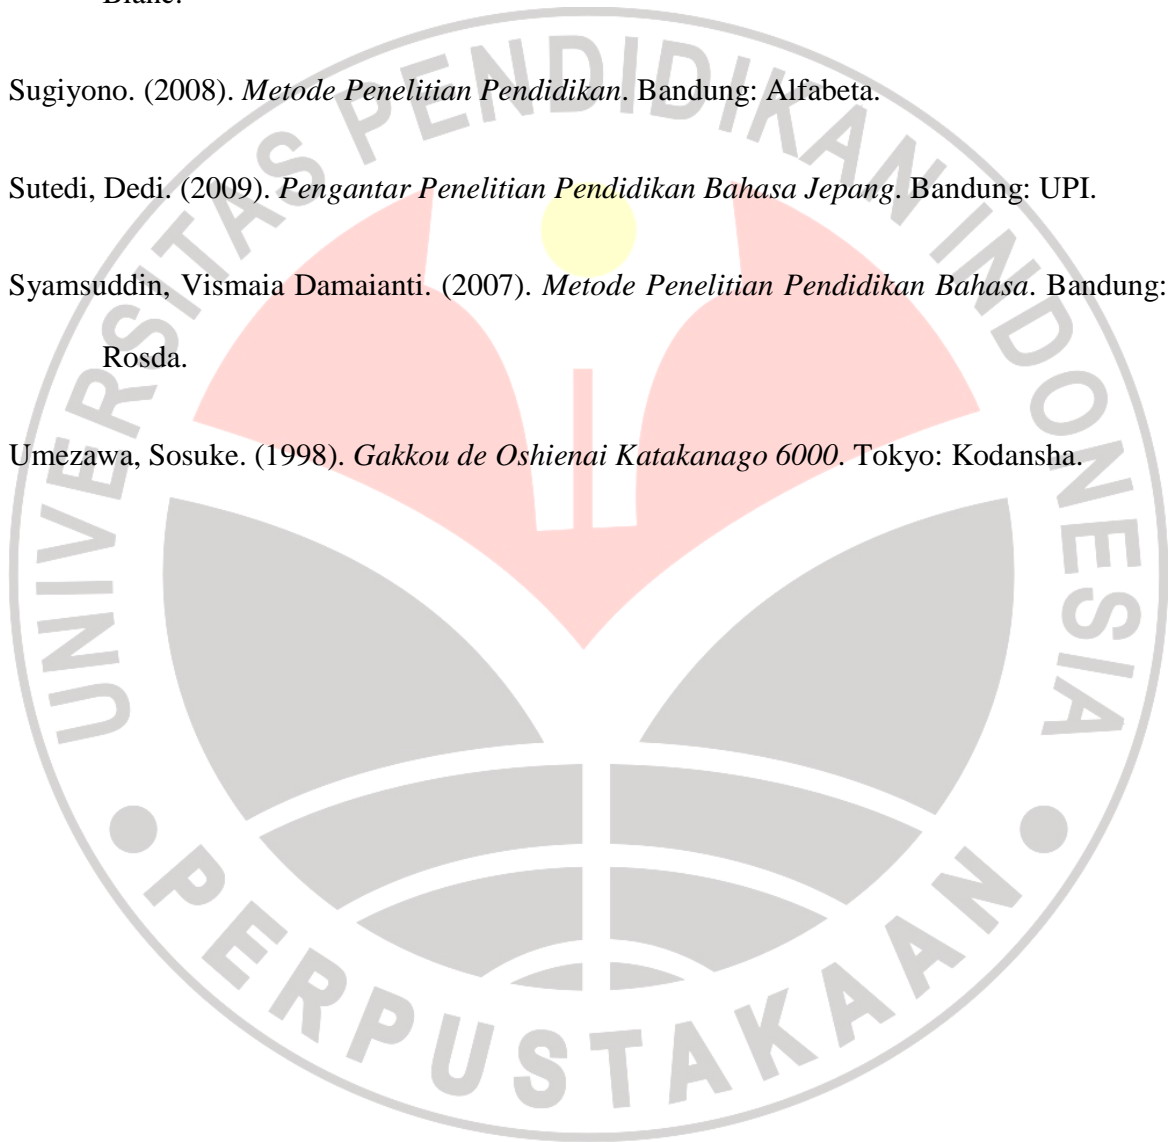 Sugiyono. (2008). Metode Penelitian Pendidikan. Bandung: Alfabeta.
Sutedi, Dedi. (2009). Pengantar Penelitian Pendidikan Bahasa Jepang. Bandung: UPI.
Syamsuddin, Vismaia Damaianti. (2007). Metode Penelitian Pendidikan Bahasa. Bandung:
Rosda.
Umezawa, Sosuke. (1998). Gakkou de Oshienai Katakanago 6000. Tokyo: Kodansha.
UNIVERSITAS PENDIDIKAN INDONESIA
PERPUSTAKAAN